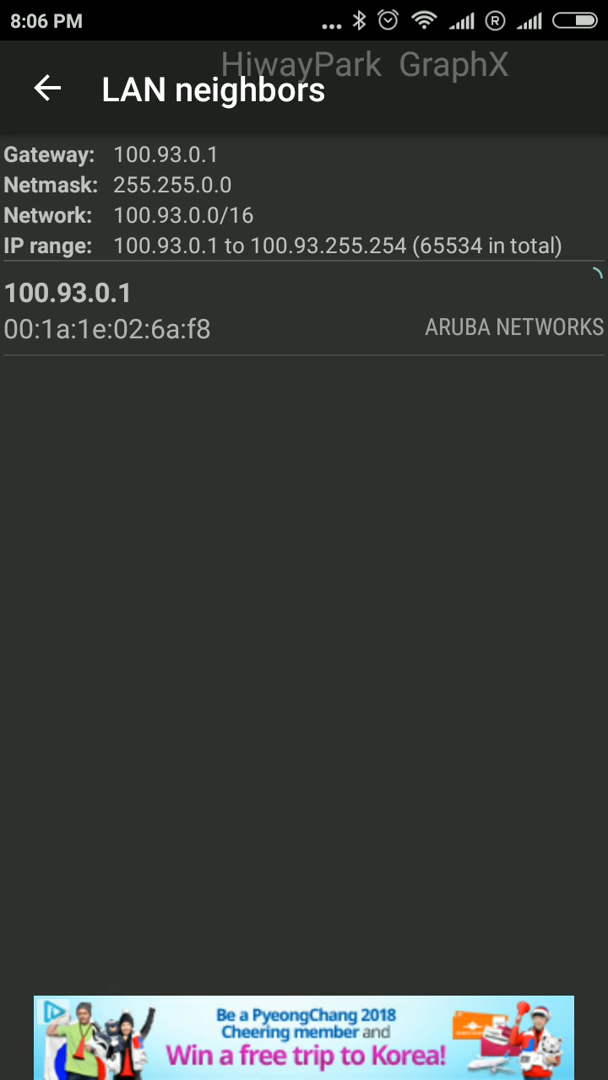 8:06 PM
HiwayPark GraphX
LAN neighbors
Gateway: 100.93.0.1
Netmask: 255.255.0.0
Network: 100.93.0.0/16
IP range: 100.93.0.1 to 100.93.255.254 (65534 in total)
100.93.0.1
00:1a:1e:02:6a:f8 ARUBA NETWORKS
Be a PyeongChang 2018
Cheering member and
Win a free trip to Korea!